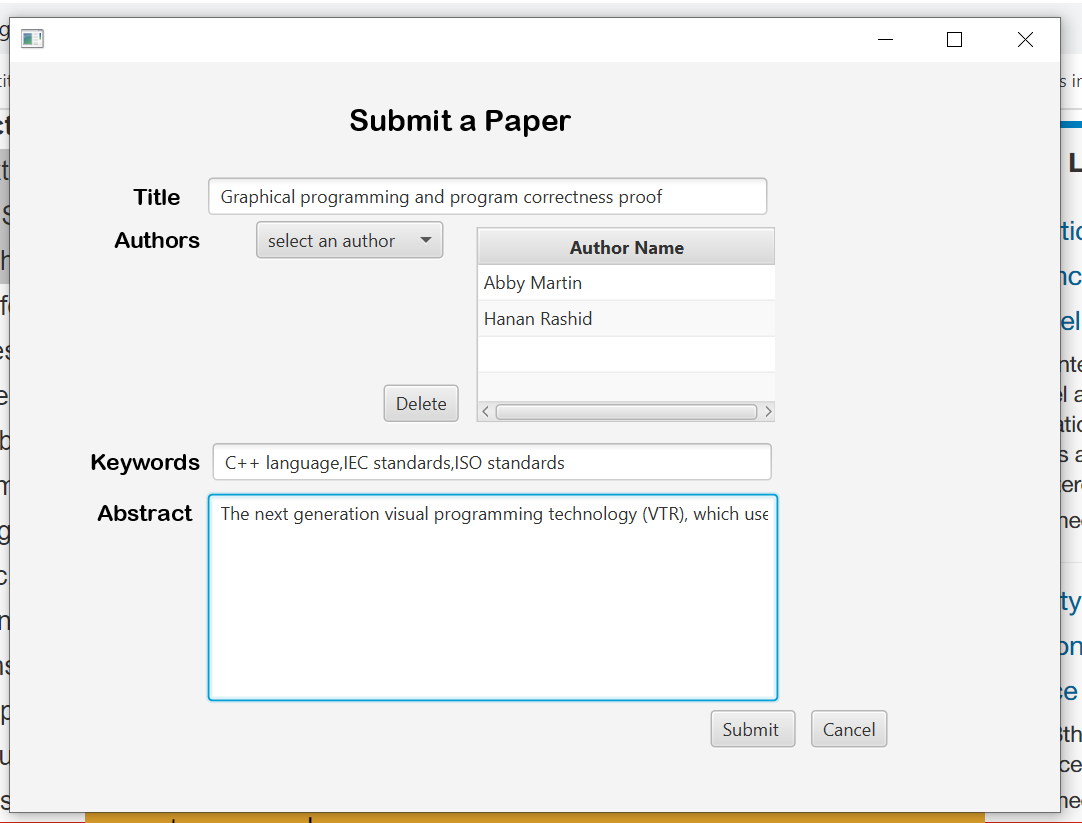 Submit a Paper
Title
Graphical programming and program correctness proof
Authors
select an author
Author Name
Abby Martin
Hanan Rashid
Delete
Keywords
C++ language,IEC standards,ISO standards
Abstract
The next generation visual programming technology (VTR), which use
Submit
Cancel